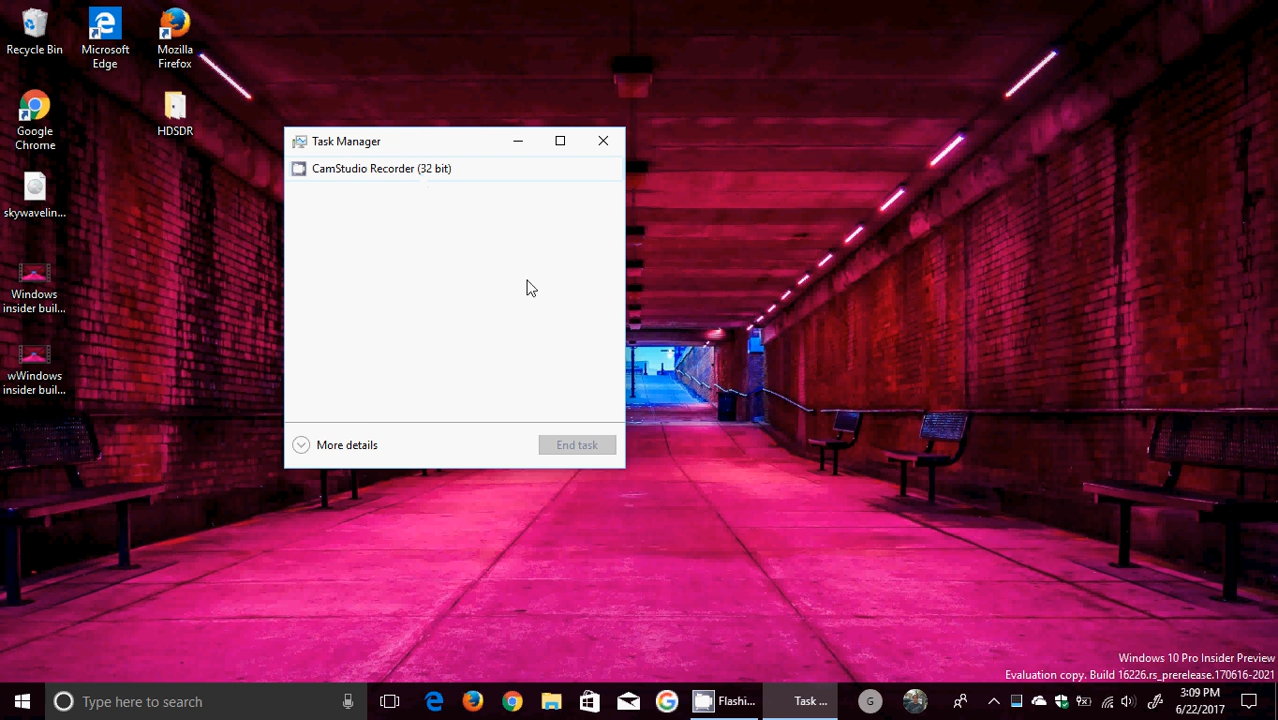 Recycle Bin
Microsoft
Edge
Mozilla
Firefox
Google
Chrome
HDSDR
skywavelin...
Windows
insider buil...
wWindows
insider buil...
Task Manager
CamStudio Recorder (32 bit)
More details
End task
Windows 10 Pro Insider Preview
Evaluation copy. Build 16226.rs_prerelease.170616-2021
Type here to search
Flashi...
Task ...
G
3:09 PM
6/22/2017